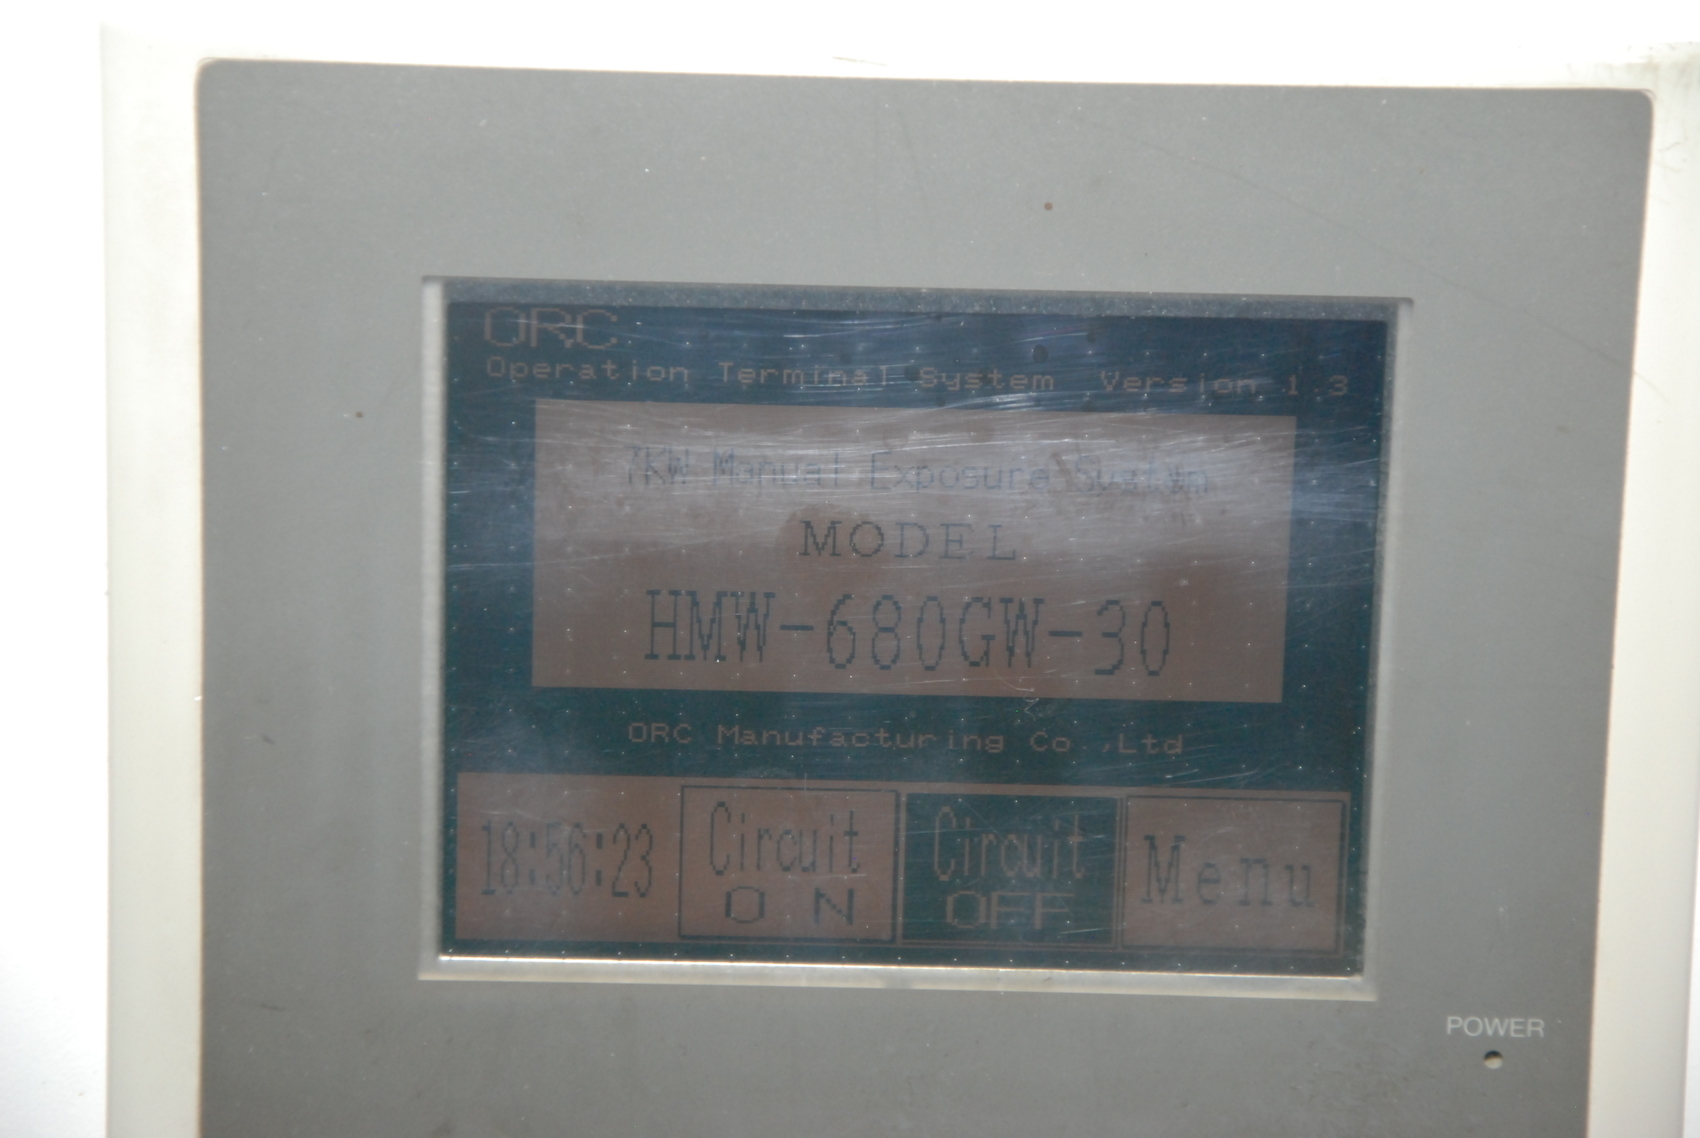 ORC
Operation Terminal System Version 1.3
7KW Manual Exposure System
MODEL
HMW-680GW-30
ORC Manufacturing Co.,Ltd
18:56:23
Circuit
ON
Circuit
OFF
Menu
POWER